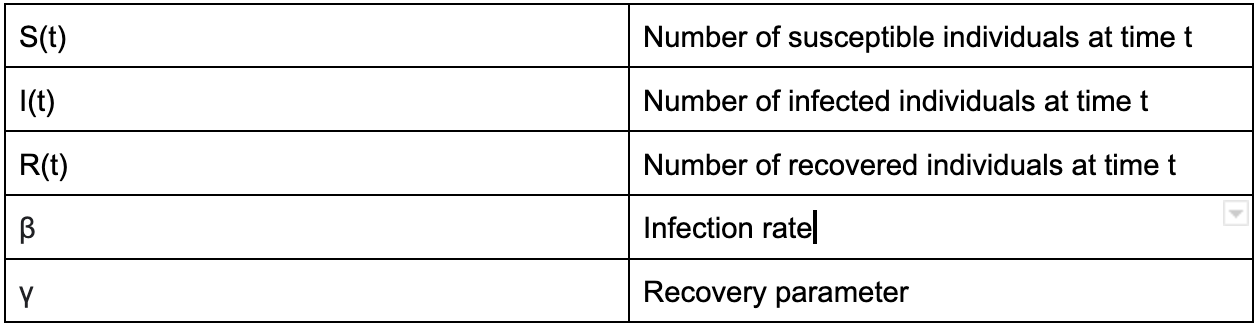 S(t) Number of susceptible individuals at time t
I(t) Number of infected individuals at time t
R(t) Number of recovered individuals at time t
β Infection rate
γ Recovery parameter